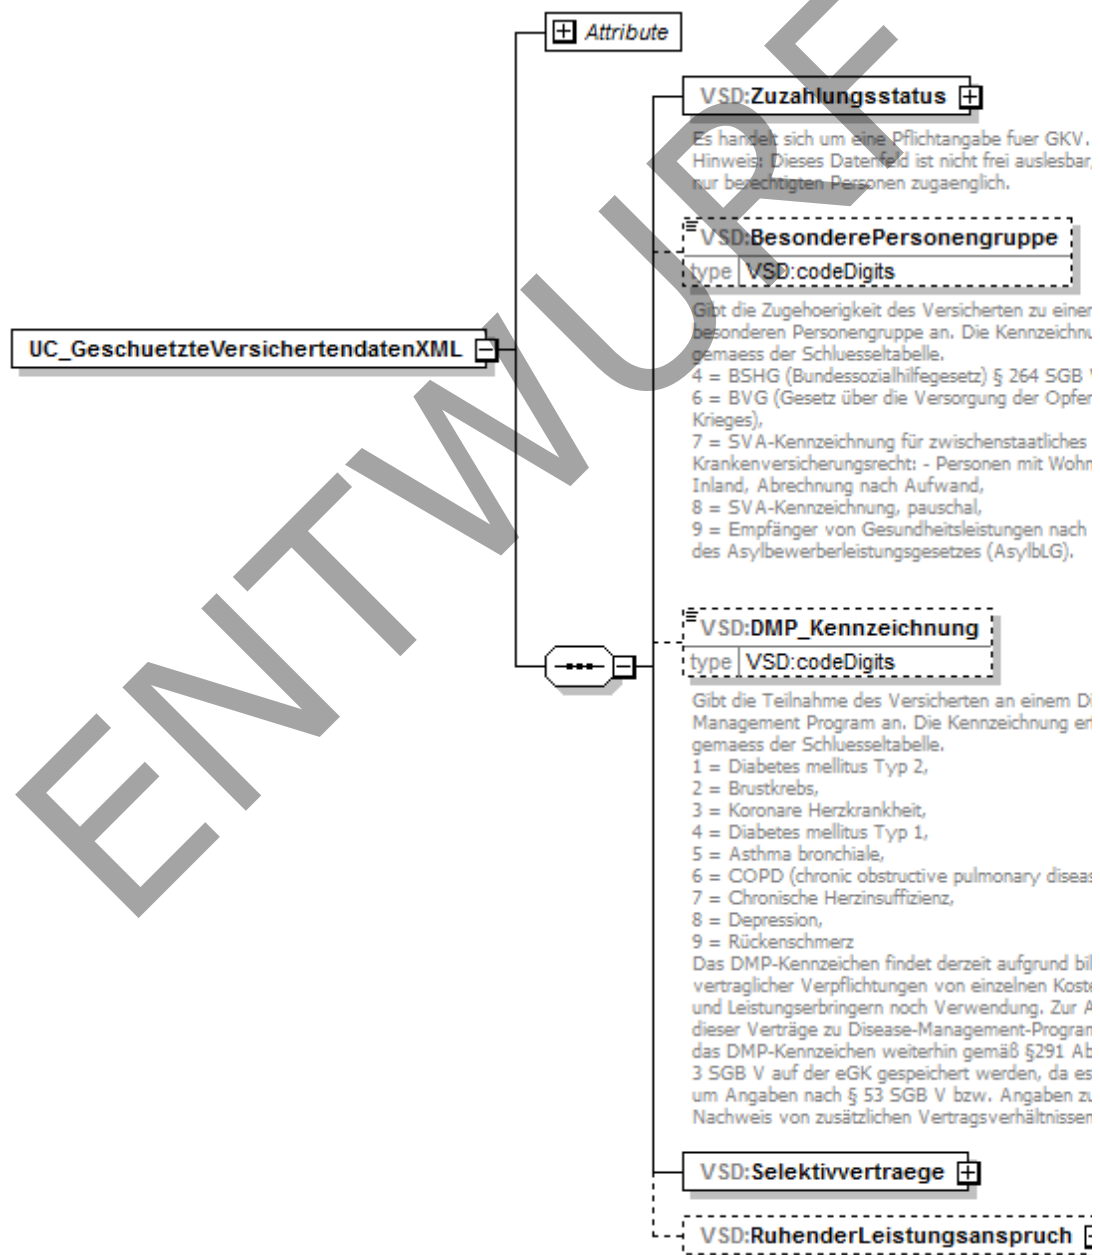 Attribute
VSD:Zuzahlungsstatus
Es handelt sich um eine Pflichtangabe fuer GKV.
Hinweis: Dieses Datenfeld ist nicht frei auslesbar,
nur berechtigten Personen zugaenglich.
VSD:BesonderePersonengruppe
type VSD:codeDigits
Gibt die Zugehoerigkeit des Versicherten zu einer
besonderen Personengruppe an. Die Kennzeichnu
gemaess der Schluesseltabelle.
4 = BSHG (Bundessozialhilfegesetz) § 264 SGB V
6 = BVG (Gesetz über die Versorgung der Opfer
Krieges),
7 = SVA-Kennzeichnung für zwischenstaatliches
Krankenversicherungsrecht: - Personen mit Wohn
Inland, Abrechnung nach Aufwand,
8 = SVA-Kennzeichnung, pauschal,
9 = Empfänger von Gesundheitsleistungen nach
des Asylbewerberleistungsgesetzes (AsylbLG).
UC_GeschuetzteVersichertendatenXML
VSD:DMP_Kennzeichnung
type VSD:codeDigits
Gibt die Teilnahme des Versicherten an einem Di
Management Program an. Die Kennzeichnung erf
gemaess der Schluesseltabelle.
1 = Diabetes mellitus Typ 2,
2 = Brustkrebs,
3 = Koronare Herzkrankheit,
4 = Diabetes mellitus Typ 1,
5 = Asthma bronchiale,
6 = COPD (chronic obstructive pulmonary diseas
7 = Chronische Herzinsuffizienz,
8 = Depression,
9 = Rückenschmerz
Das DMP-Kennzeichen findet derzeit aufgrund bil
vertraglicher Verpflichtungen von einzelnen Koste
und Leistungserbringern noch Verwendung. Zur A
dieser Verträge zu Disease-Management-Program
das DMP-Kennzeichen weiterhin gemäß §291 Ab
3 SGB V auf der eGK gespeichert werden, da es
um Angaben nach § 53 SGB V bzw. Angaben zu
Nachweis von zusätzlichen Vertragsverhältnissen
VSD:Selektivvertraege
VSD:RuhenderLeistungsanspruch
ENTWURF